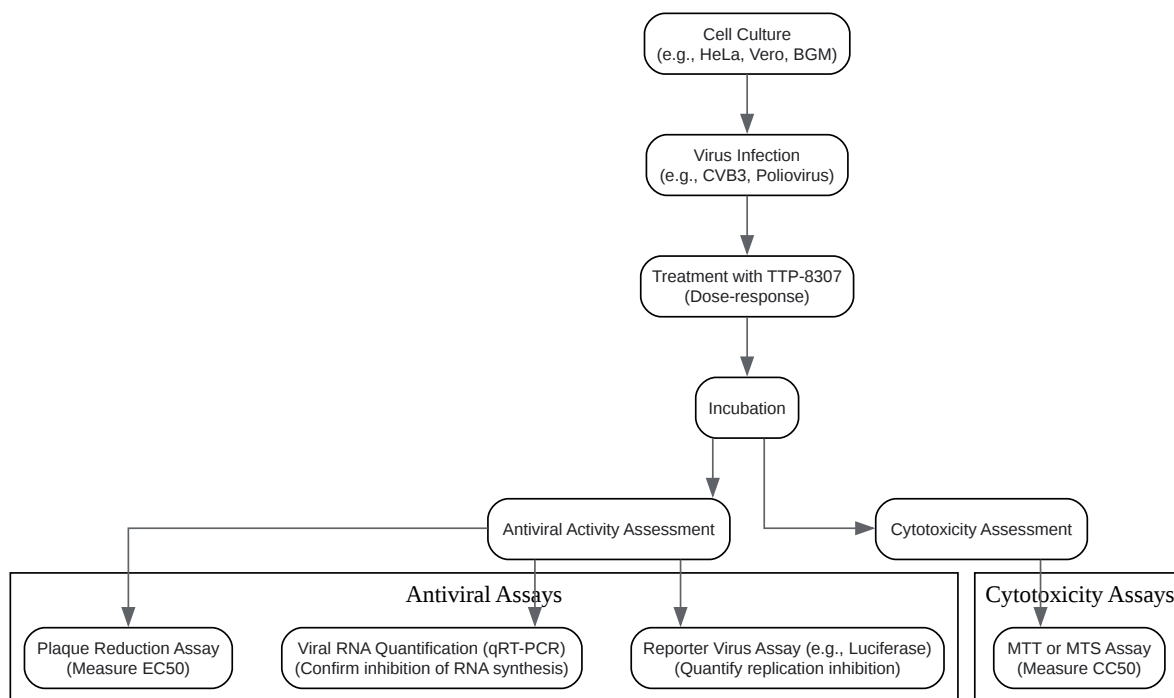 Cell Culture
(e.g., HeLa, Vero, BGM)
Virus Infection
(e.g., CVB3, Poliovirus)
Treatment with TTP-8307
(Dose-response)
Incubation
Antiviral Activity Assessment
Cytotoxicity Assessment
Antiviral Assays
Cytotoxicity Assays
Plaque Reduction Assay
(Measure EC50)
Viral RNA Quantification (qRT-PCR)
(Confirm inhibition of RNA synthesis)
Reporter Virus Assay (e.g., Luciferase)
(Quantify replication inhibition)
MTT or MTS Assay
(Measure CC50)